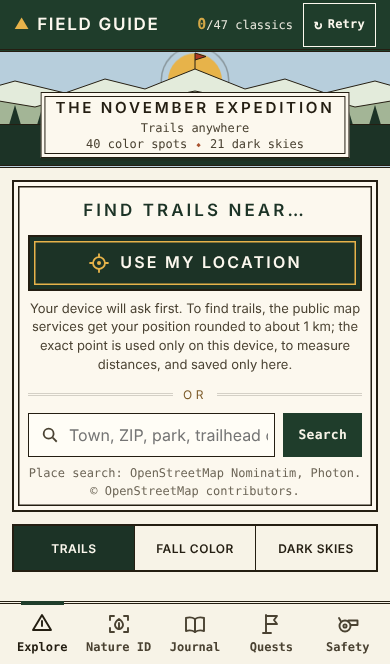 FIELD GUIDE
0/47 classics
↻ Retry
THE NOVEMBER EXPEDITION
Trails anywhere
40 color spots ✦ 21 dark skies
FIND TRAILS NEAR…
USE MY LOCATION
Your device will ask first. To find trails, the public map
services get your position rounded to about 1 km; the
exact point is used only on this device, to measure
distances, and saved only here.
OR
Town, ZIP, park, trailhead
Search
Place search: OpenStreetMap Nominatim, Photon.
© OpenStreetMap contributors.
TRAILS
FALL COLOR
DARK SKIES
Explore
Nature ID
Journal
Quests
Safety